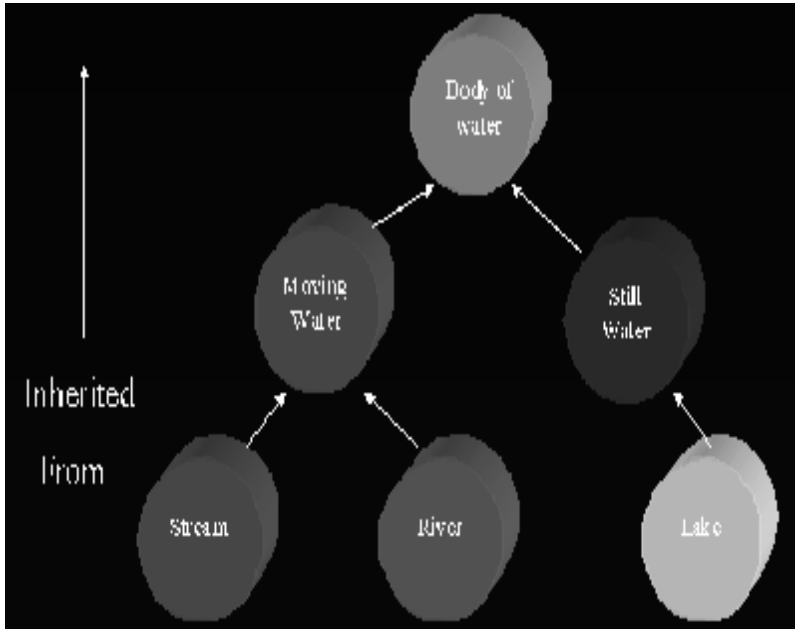 Body of
water
Moving
Water
Still
Water
Inherited
From
Stream
River
Lake